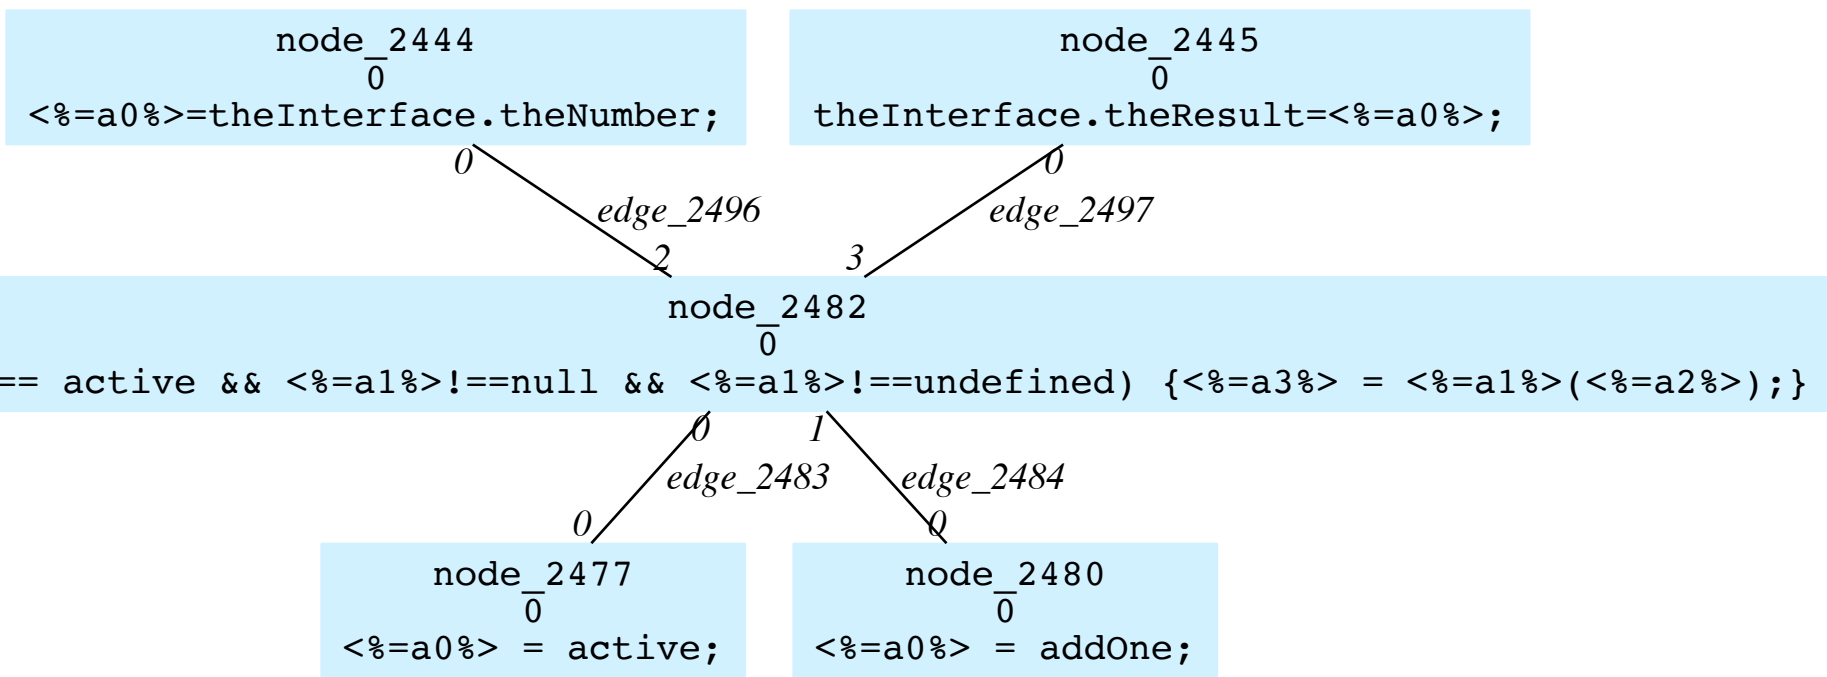 node_2444
0
<%=a0%>=theInterface.theNumber;
node_2445
0
theInterface.theResult=<%=a0%>;
0
0
edge_2496
edge_2497
2
3
node_2482
0
== active && <%=a1%>!==null && <%=a1%>!==undefined) {<%=a3%> = <%=a1%>(<%=a2%>);}
0
1
edge_2483
edge_2484
0
0
node_2477
0
<%=a0%> = active;
node_2480
0
<%=a0%> = addOne;